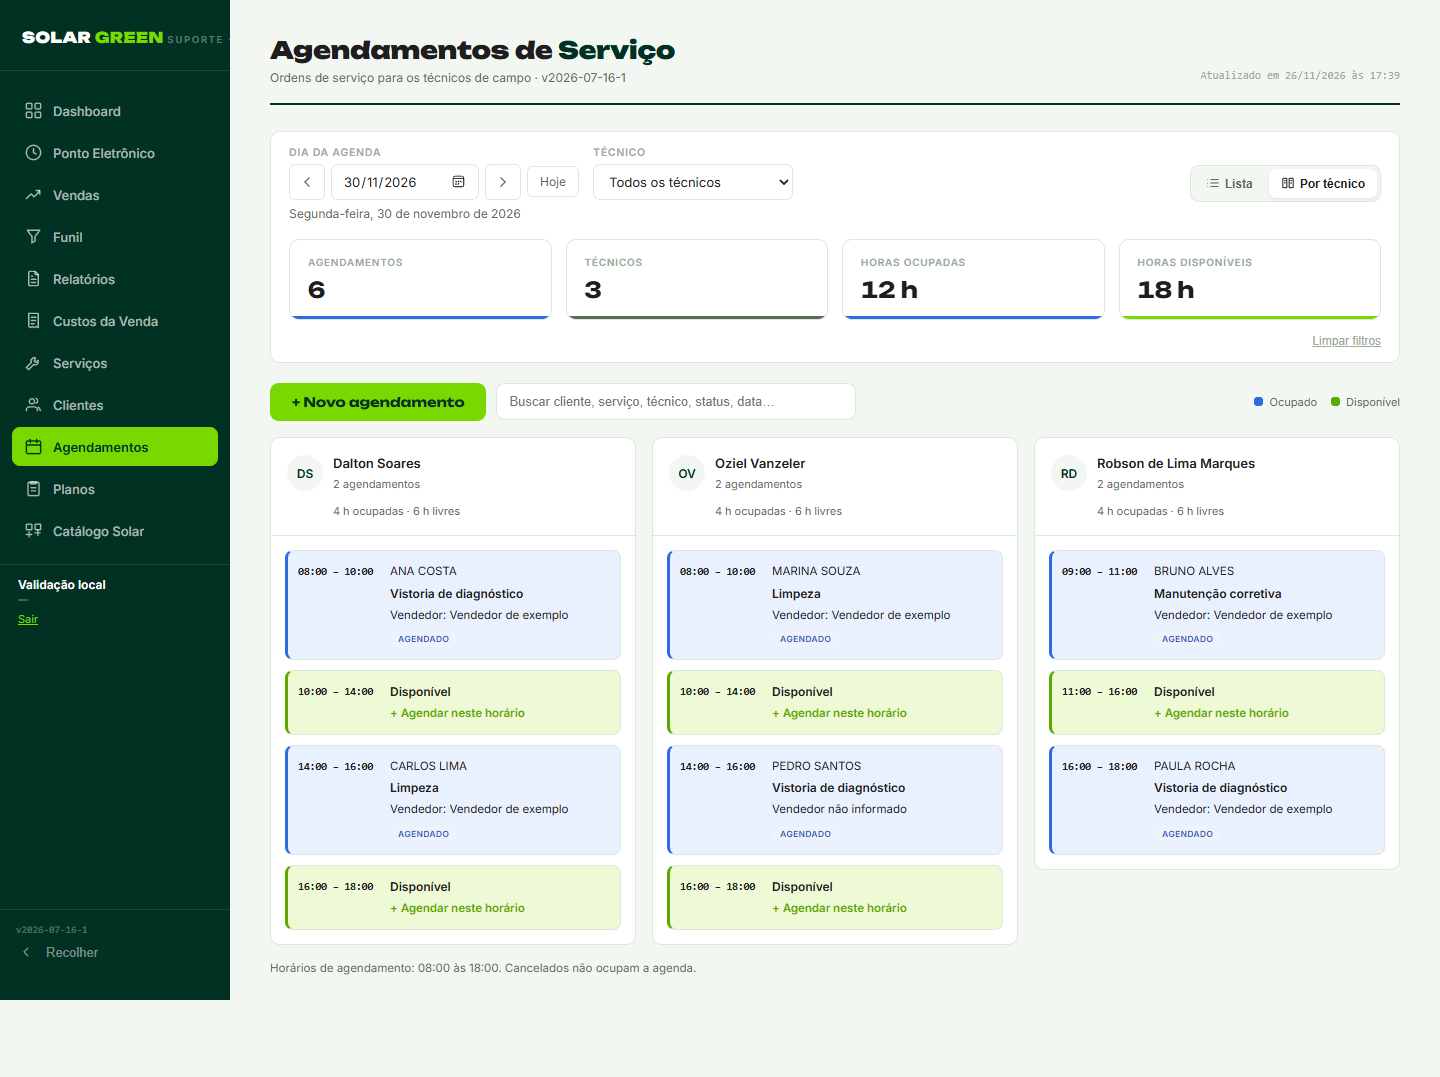 SOLAR GREEN SUPORTE
Dashboard
Ponto Eletrônico
Vendas
Funil
Relatórios
Custos da Venda
Serviços
Clientes
Agendamentos
Planos
Catálogo Solar
Validação local
—
Sair
v2026-07-16-1
Recolher
Agendamentos de Serviço
Ordens de serviço para os técnicos de campo · v2026-07-16-1
Atualizado em 26/11/2026 às 17:39
DIA DA AGENDA
TÉCNICO
30/11/2026
Hoje
Todos os técnicos
Lista
Por técnico
Segunda-feira, 30 de novembro de 2026
AGENDAMENTOS
6
TÉCNICOS
3
HORAS OCUPADAS
12 h
HORAS DISPONÍVEIS
18 h
Limpar filtros
+ Novo agendamento
Buscar cliente, serviço, técnico, status, data...
Ocupado
Disponível
DS
Dalton Soares
2 agendamentos
4 h ocupadas · 6 h livres
08:00 – 10:00
ANA COSTA
Vistoria de diagnóstico
Vendedor: Vendedor de exemplo
AGENDADO
10:00 – 14:00
Disponível
+ Agendar neste horário
14:00 – 16:00
CARLOS LIMA
Limpeza
Vendedor: Vendedor de exemplo
AGENDADO
16:00 – 18:00
Disponível
+ Agendar neste horário
OV
Oziel Vanzeler
2 agendamentos
4 h ocupadas · 6 h livres
08:00 – 10:00
MARINA SOUZA
Limpeza
Vendedor: Vendedor de exemplo
AGENDADO
10:00 – 14:00
Disponível
+ Agendar neste horário
14:00 – 16:00
PEDRO SANTOS
Vistoria de diagnóstico
Vendedor não informado
AGENDADO
16:00 – 18:00
Disponível
+ Agendar neste horário
RD
Robson de Lima Marques
2 agendamentos
4 h ocupadas · 6 h livres
09:00 – 11:00
BRUNO ALVES
Manutenção corretiva
Vendedor: Vendedor de exemplo
AGENDADO
11:00 – 16:00
Disponível
+ Agendar neste horário
16:00 – 18:00
PAULA ROCHA
Vistoria de diagnóstico
Vendedor: Vendedor de exemplo
AGENDADO
Horários de agendamento: 08:00 às 18:00. Cancelados não ocupam a agenda.